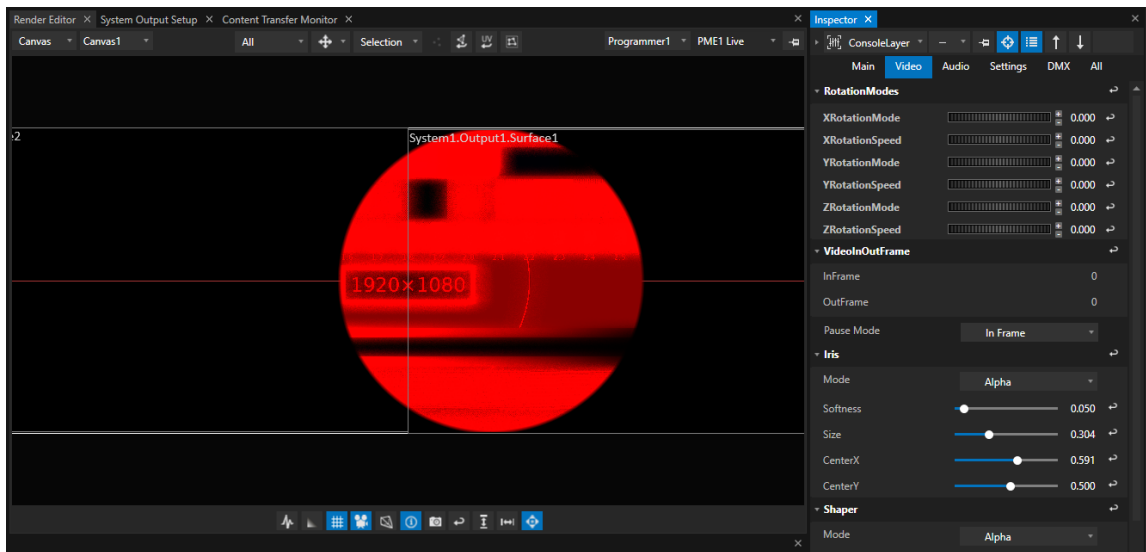 Render Editor System Output Setup Content Transfer Monitor
Canvas Canvas1 All Selection Programmer1 PME1 Live
e2
System1.Output1.Surface1
1920×1080
Inspector
ConsoleLayer –
Main Video Audio Settings DMX All
RotationModes
XRotationMode 0.000
XRotationSpeed 0.000
YRotationMode 0.000
YRotationSpeed 0.000
ZRotationMode 0.000
ZRotationSpeed 0.000
VideoInOutFrame
InFrame 0
OutFrame 0
Pause Mode In Frame
Iris
Mode Alpha
Softness 0.050
Size 0.304
CenterX 0.591
CenterY 0.500
Shaper
Mode Alpha